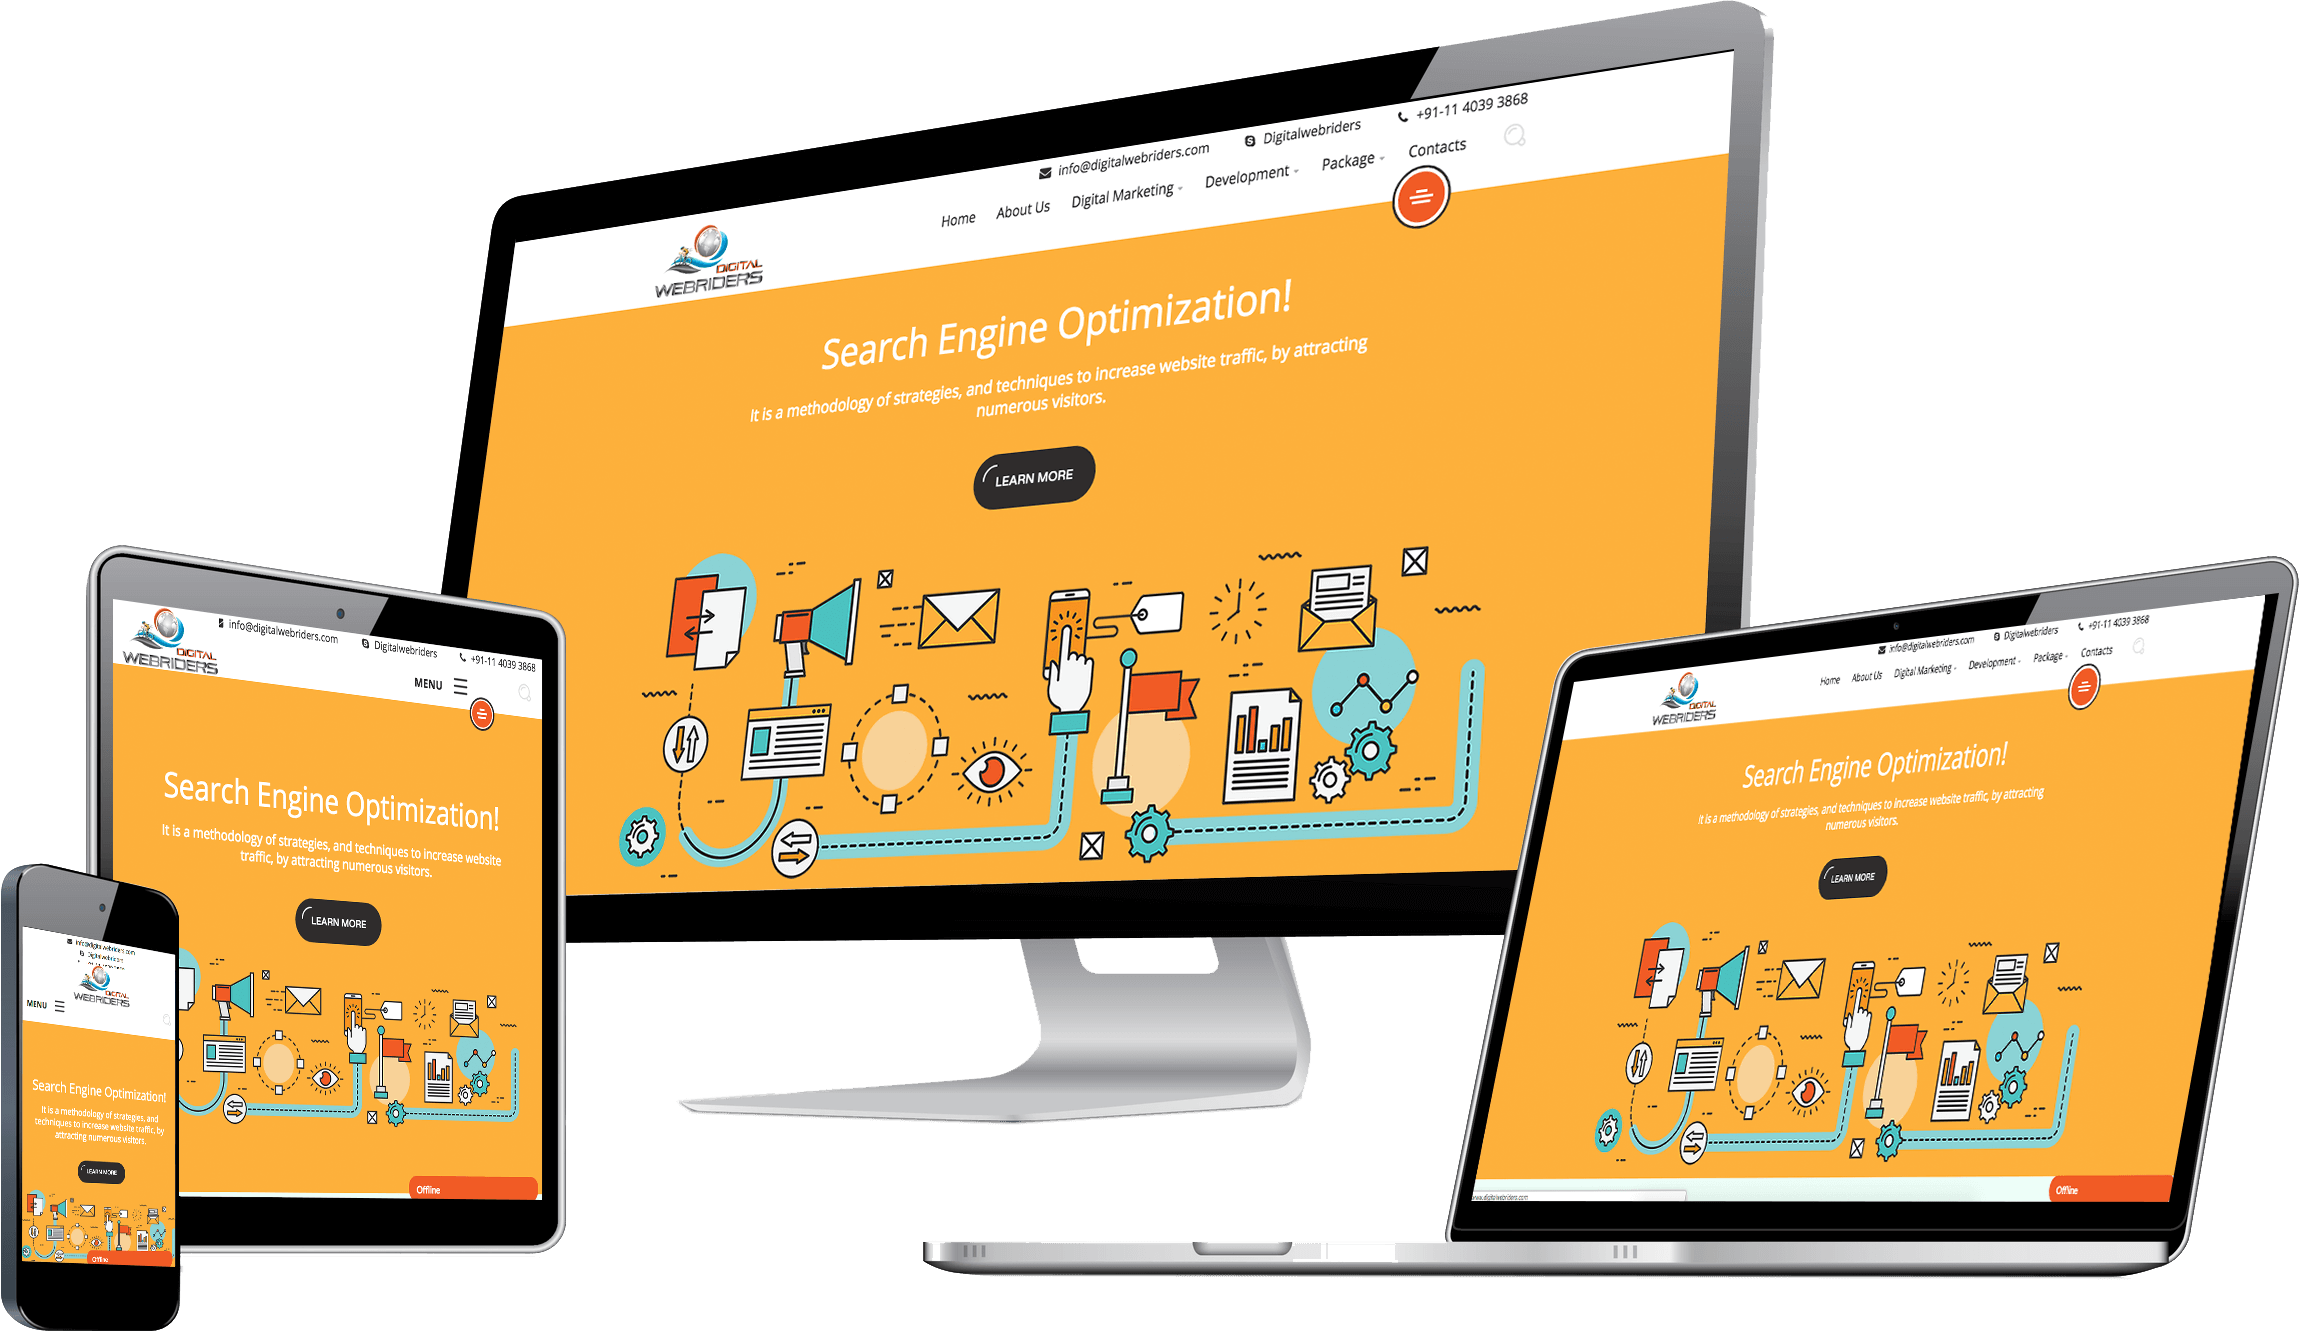 info@digitalwebriders.com
Digitalwebriders
+91-11 4039 3868
Home
About Us
Digital Marketing
Development
Package
Contacts
DIGITAL
WEBRIDERS
Search Engine Optimization!
It is a methodology of strategies, and techniques to increase website traffic, by attracting
numerous visitors.
LEARN MORE
DIGITAL
WEBRIDERS
info@digitalwebriders.com
Digitalwebriders
+91-11 4039 3868
MENU
Search Engine Optimization!
It is a methodology of strategies, and techniques to increase website
traffic, by attracting numerous visitors.
LEARN MORE
Offline
info@digitalwebriders.com
Digitalwebriders
DIGITAL
WEBRIDERS
MENU
Search Engine Optimization!
It is a methodology of strategies, and
techniques to increase website traffic, by
attracting numerous visitors.
LEARN MORE
Offline
info@digitalwebriders.com
Digitalwebriders
+91-11 4039 3868
Home
About Us
Digital Marketing
Development
Package
Contacts
DIGITAL
WEBRIDERS
Search Engine Optimization!
It is a methodology of strategies, and techniques to increase website traffic, by attracting
numerous visitors.
LEARN MORE
www.digitalwebriders.com
Offline